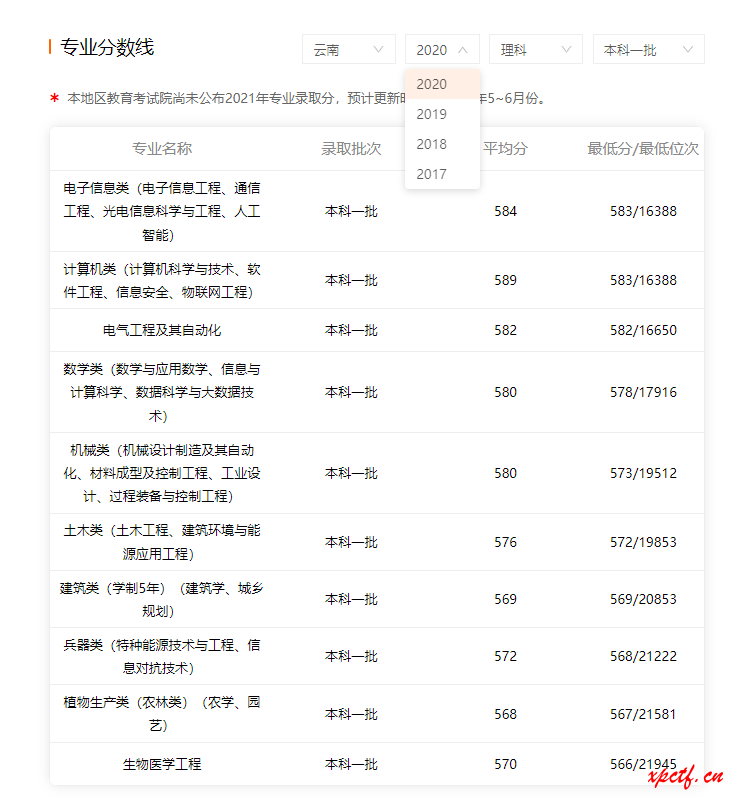 专业分数线
云南 2020 理科 本科一批
2020
* 本地区教育考试院尚未公布2021年专业录取分，预计更新时 年5~6月份。
2019
专业名称 录取批次 平均分 最低分/最低位次
2018
2017
电子信息类（电子信息工程、通信
工程、光电信息科学与工程、人工 本科一批 584 583/16388
智能）
计算机类（计算机科学与技术、软
件工程、信息安全、物联网工程） 本科一批 589 583/16388
电气工程及其自动化 本科一批 582 582/16650
数学类（数学与应用数学、信息与
计算科学、数据科学与大数据技 本科一批 580 578/17916
术）
机械类（机械设计制造及其自动
化、材料成型及控制工程、工业设 本科一批 580 573/19512
计、过程装备与控制工程）
土木类（土木工程、建筑环境与能
源应用工程） 本科一批 576 572/19853
建筑类（学制5年）（建筑学、城乡
规划） 本科一批 569 569/20853
兵器类（特种能源技术与工程、信
息对抗技术） 本科一批 572 568/21222
植物生产类（农林类）（农学、园
艺） 本科一批 568 567/21581
生物医学工程 本科一批 570 566/21945
xpctf.cn